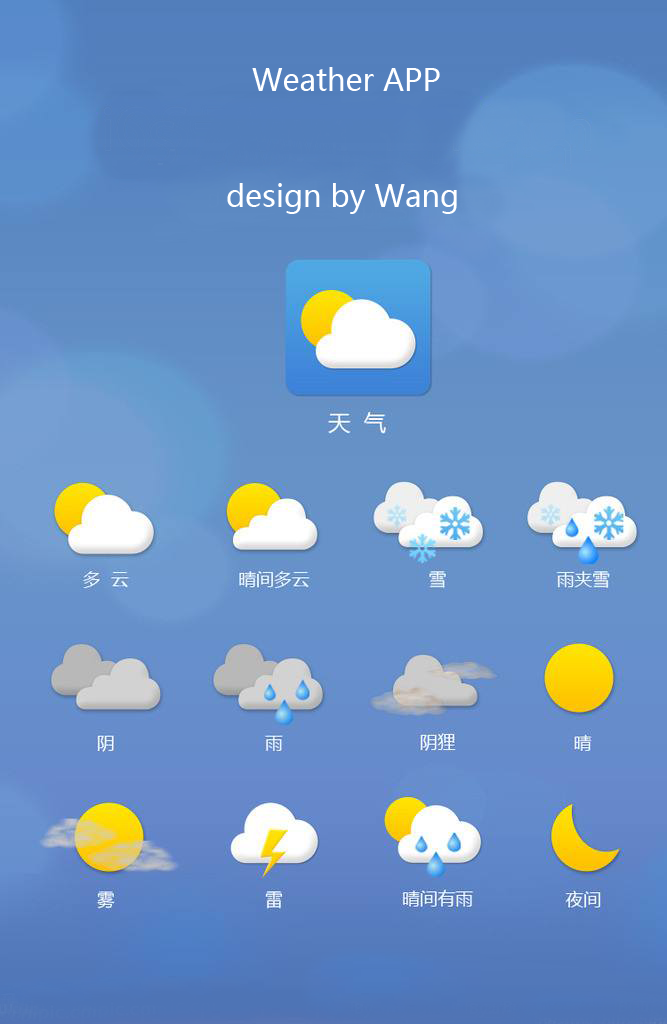 Weather APP
design by Wang
天 气
多 云
晴间多云
雪
雨夹雪
阴
雨
阴狸
晴
雾
雷
晴间有雨
夜间